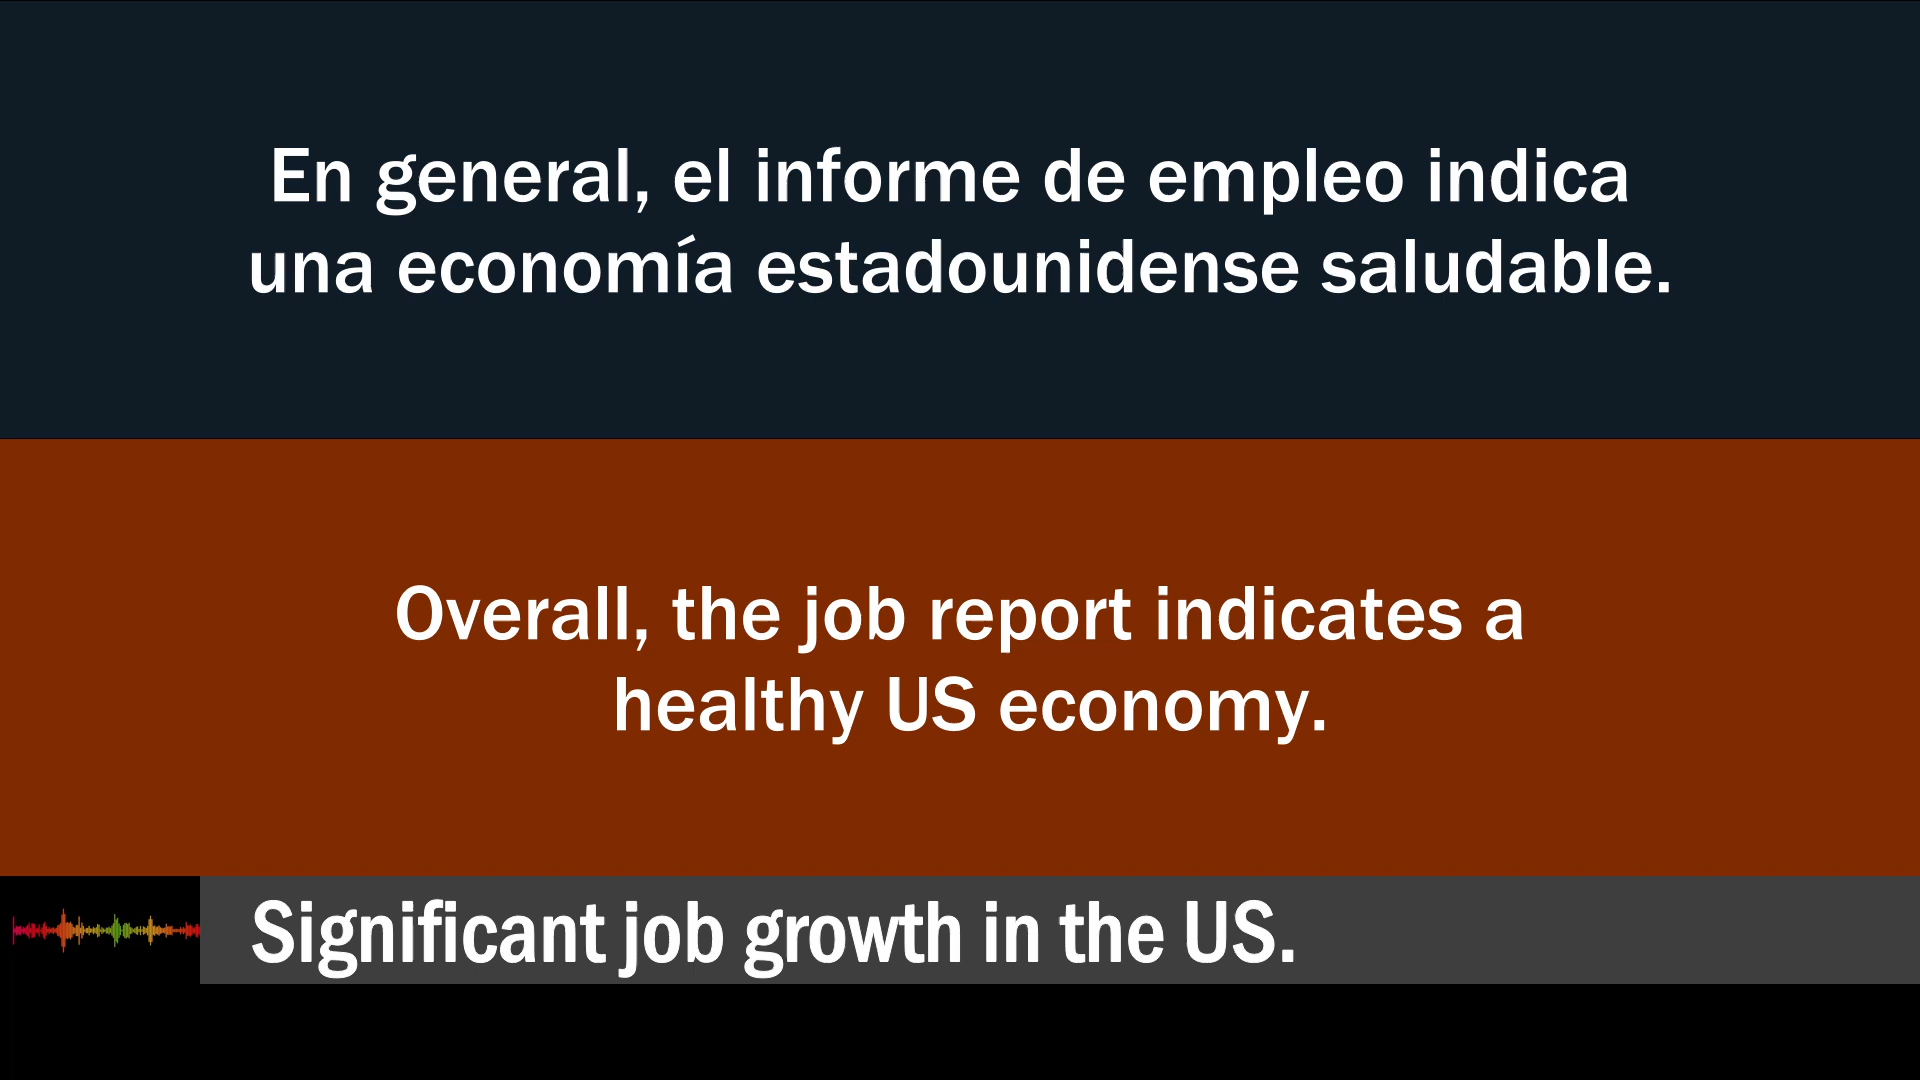 En general, el informe de empleo indica
una economía estadounidense saludable.
Overall, the job report indicates a
healthy US economy.
Significant job growth in the US.